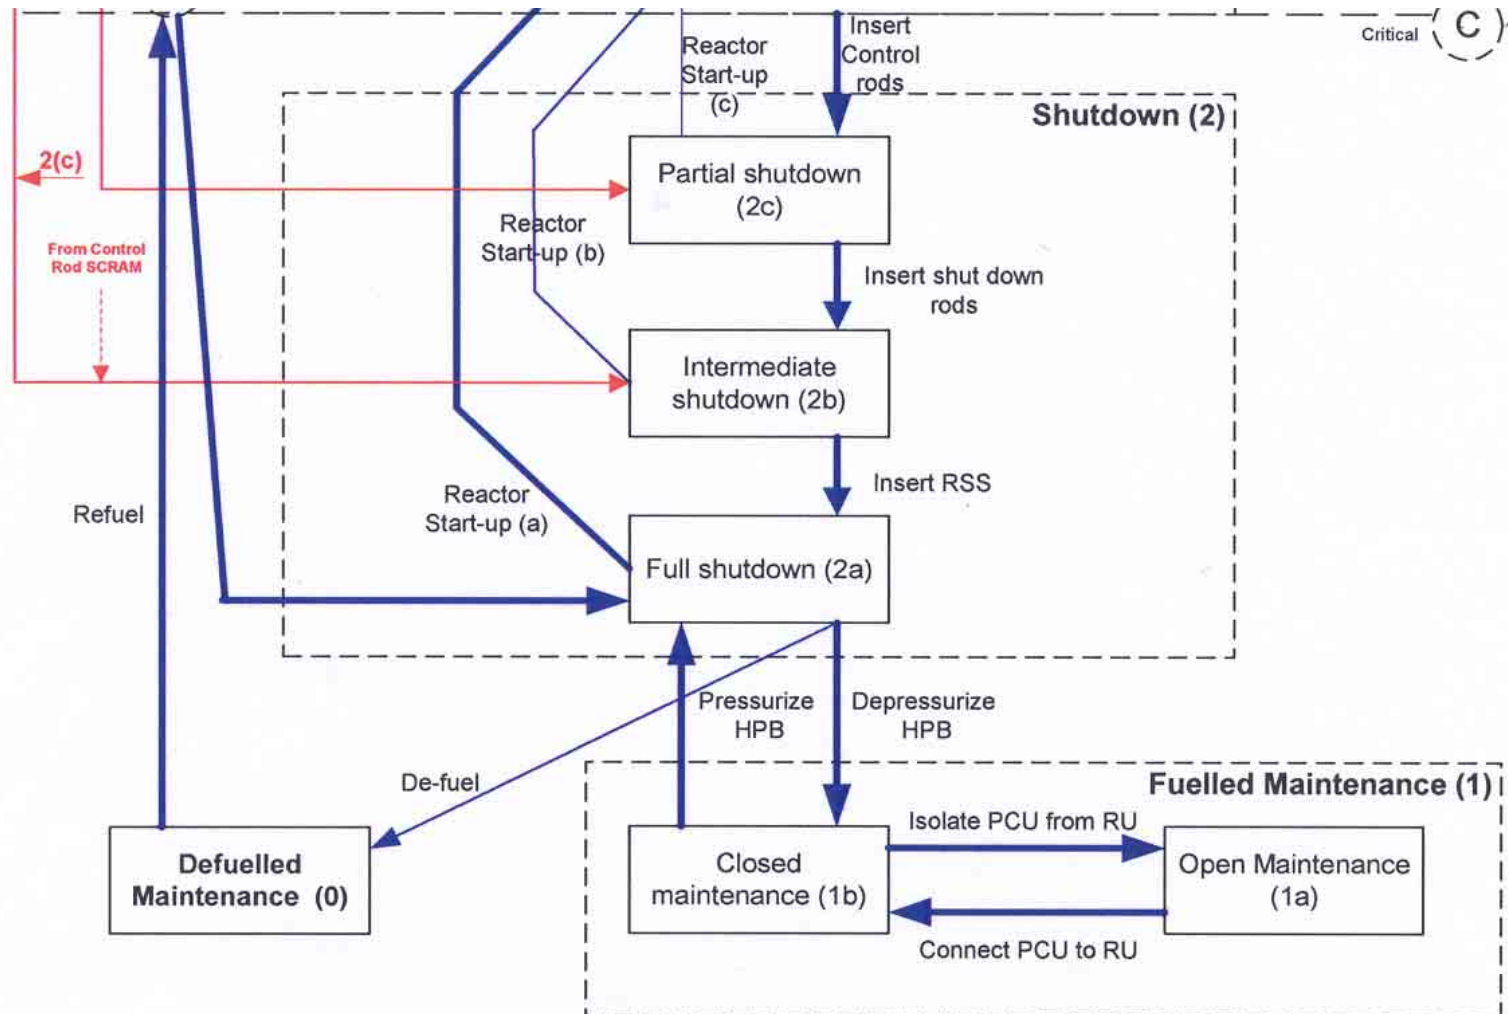 Insert
Control
rods
Critical
C
Reactor
Start-up
(c)
Shutdown (2)
2(c)
Partial shutdown
(2c)
From Control
Rod SCRAM
Reactor
Start-up (b)
Insert shut down
rods
Intermediate
shutdown (2b)
Refuel
Reactor
Start-up (a)
Insert RSS
Full shutdown (2a)
Pressurize
HPB
Depressurize
HPB
De-fuel
Fuelled Maintenance (1)
Isolate PCU from RU
Defuelled
Maintenance (0)
Closed
maintenance (1b)
Open Maintenance
(1a)
Connect PCU to RU